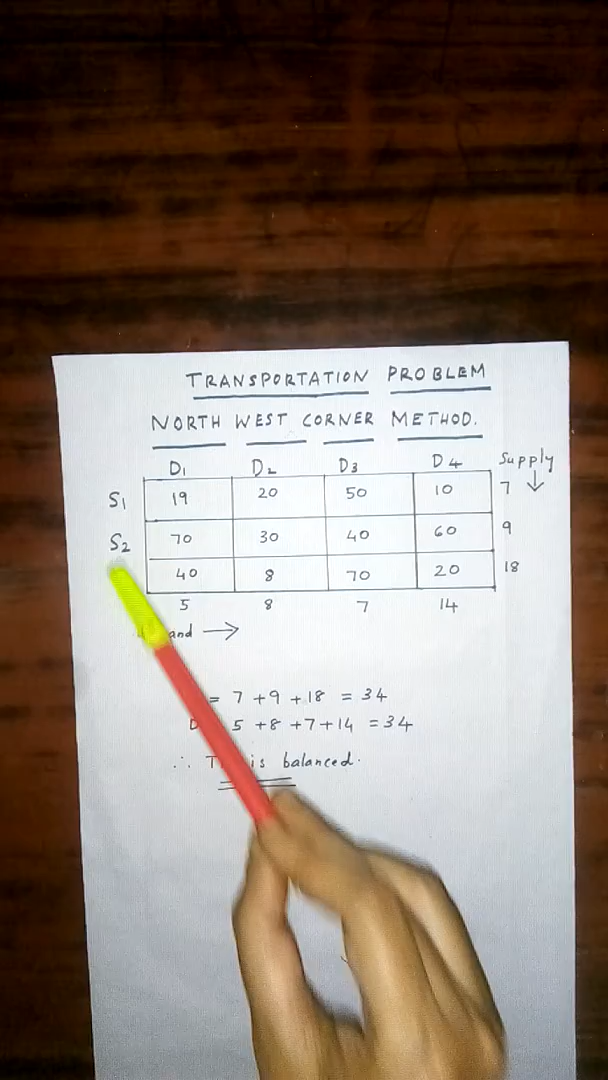 TRANSPORTATION PROBLEM
NORTH WEST CORNER METHOD.
D1 D2 D3 D4 Supply ↓
S1 19 20 50 10 7
S2 70 30 40 60 9
40 8 70 20 18
5 8 7 14
and →
= 7 + 9 + 18 = 34
5 + 8 + 7 + 14 = 34
∴ is balanced.